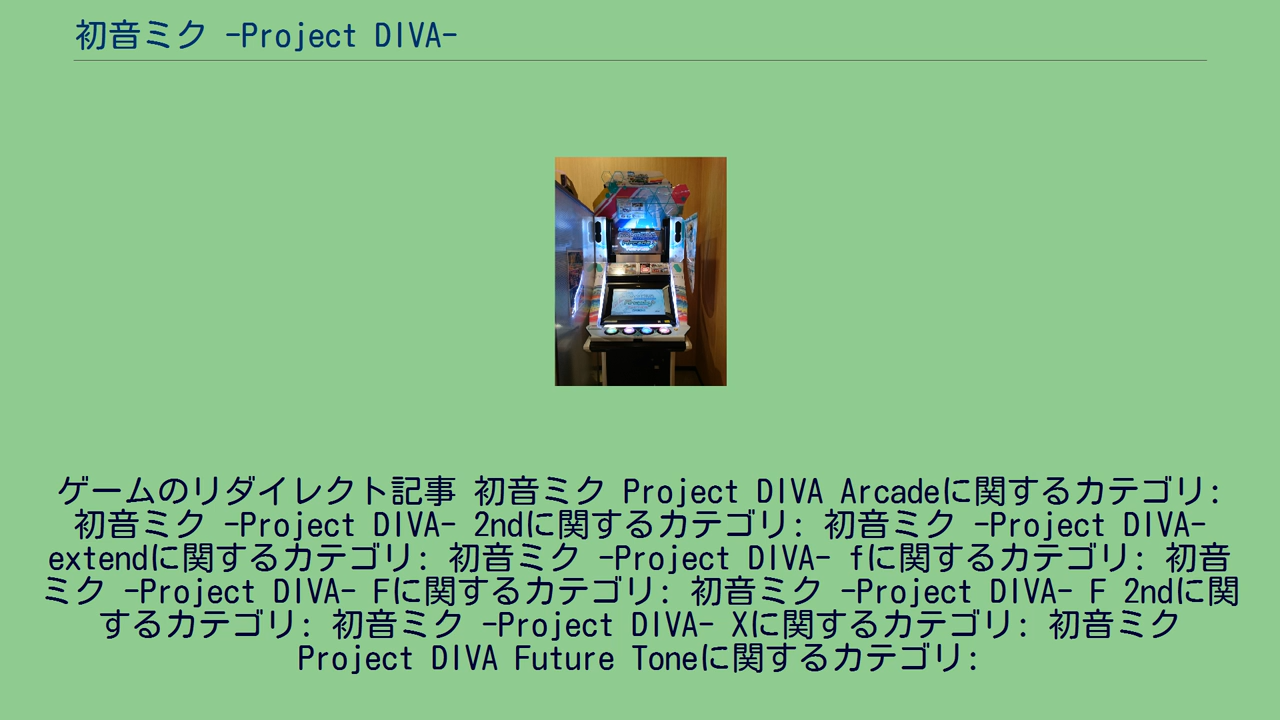 初音ミク -Project DIVA-
ゲームのリダイレクト記事 初音ミク Project DIVA Arcadeに関するカテゴリ:
初音ミク -Project DIVA- 2ndに関するカテゴリ: 初音ミク -Project DIVA-
extendに関するカテゴリ: 初音ミク -Project DIVA- fに関するカテゴリ: 初音
ミク -Project DIVA- Fに関するカテゴリ: 初音ミク -Project DIVA- F 2ndに関
するカテゴリ: 初音ミク -Project DIVA- Xに関するカテゴリ: 初音ミク
Project DIVA Future Toneに関するカテゴリ: